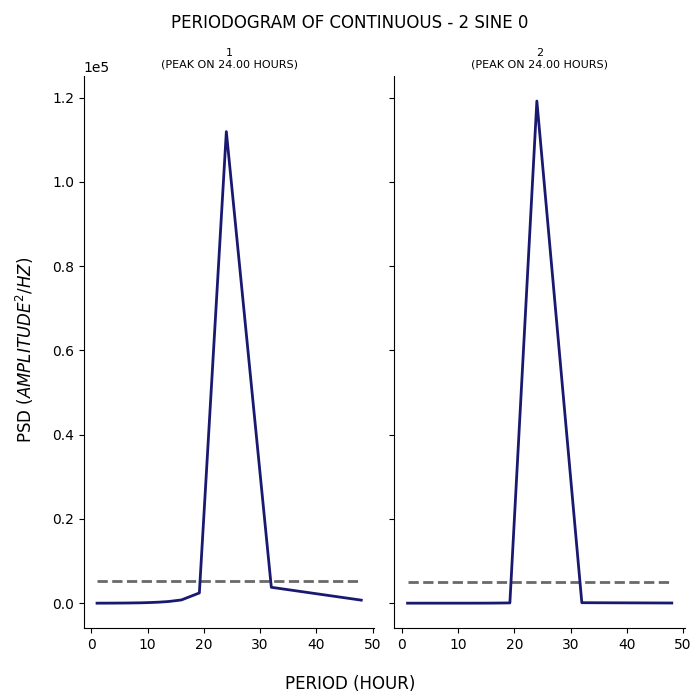 PERIODOGRAM OF CONTINUOUS - 2 SINE 0
1
(PEAK ON 24.00 HOURS)
2
(PEAK ON 24.00 HOURS)
1e5
1.2
1.0
0.8
0.6
0.4
0.2
0.0
PSD (AMPLITUDE²/HZ)
0 10 20 30 40 50
0 10 20 30 40 50
PERIOD (HOUR)